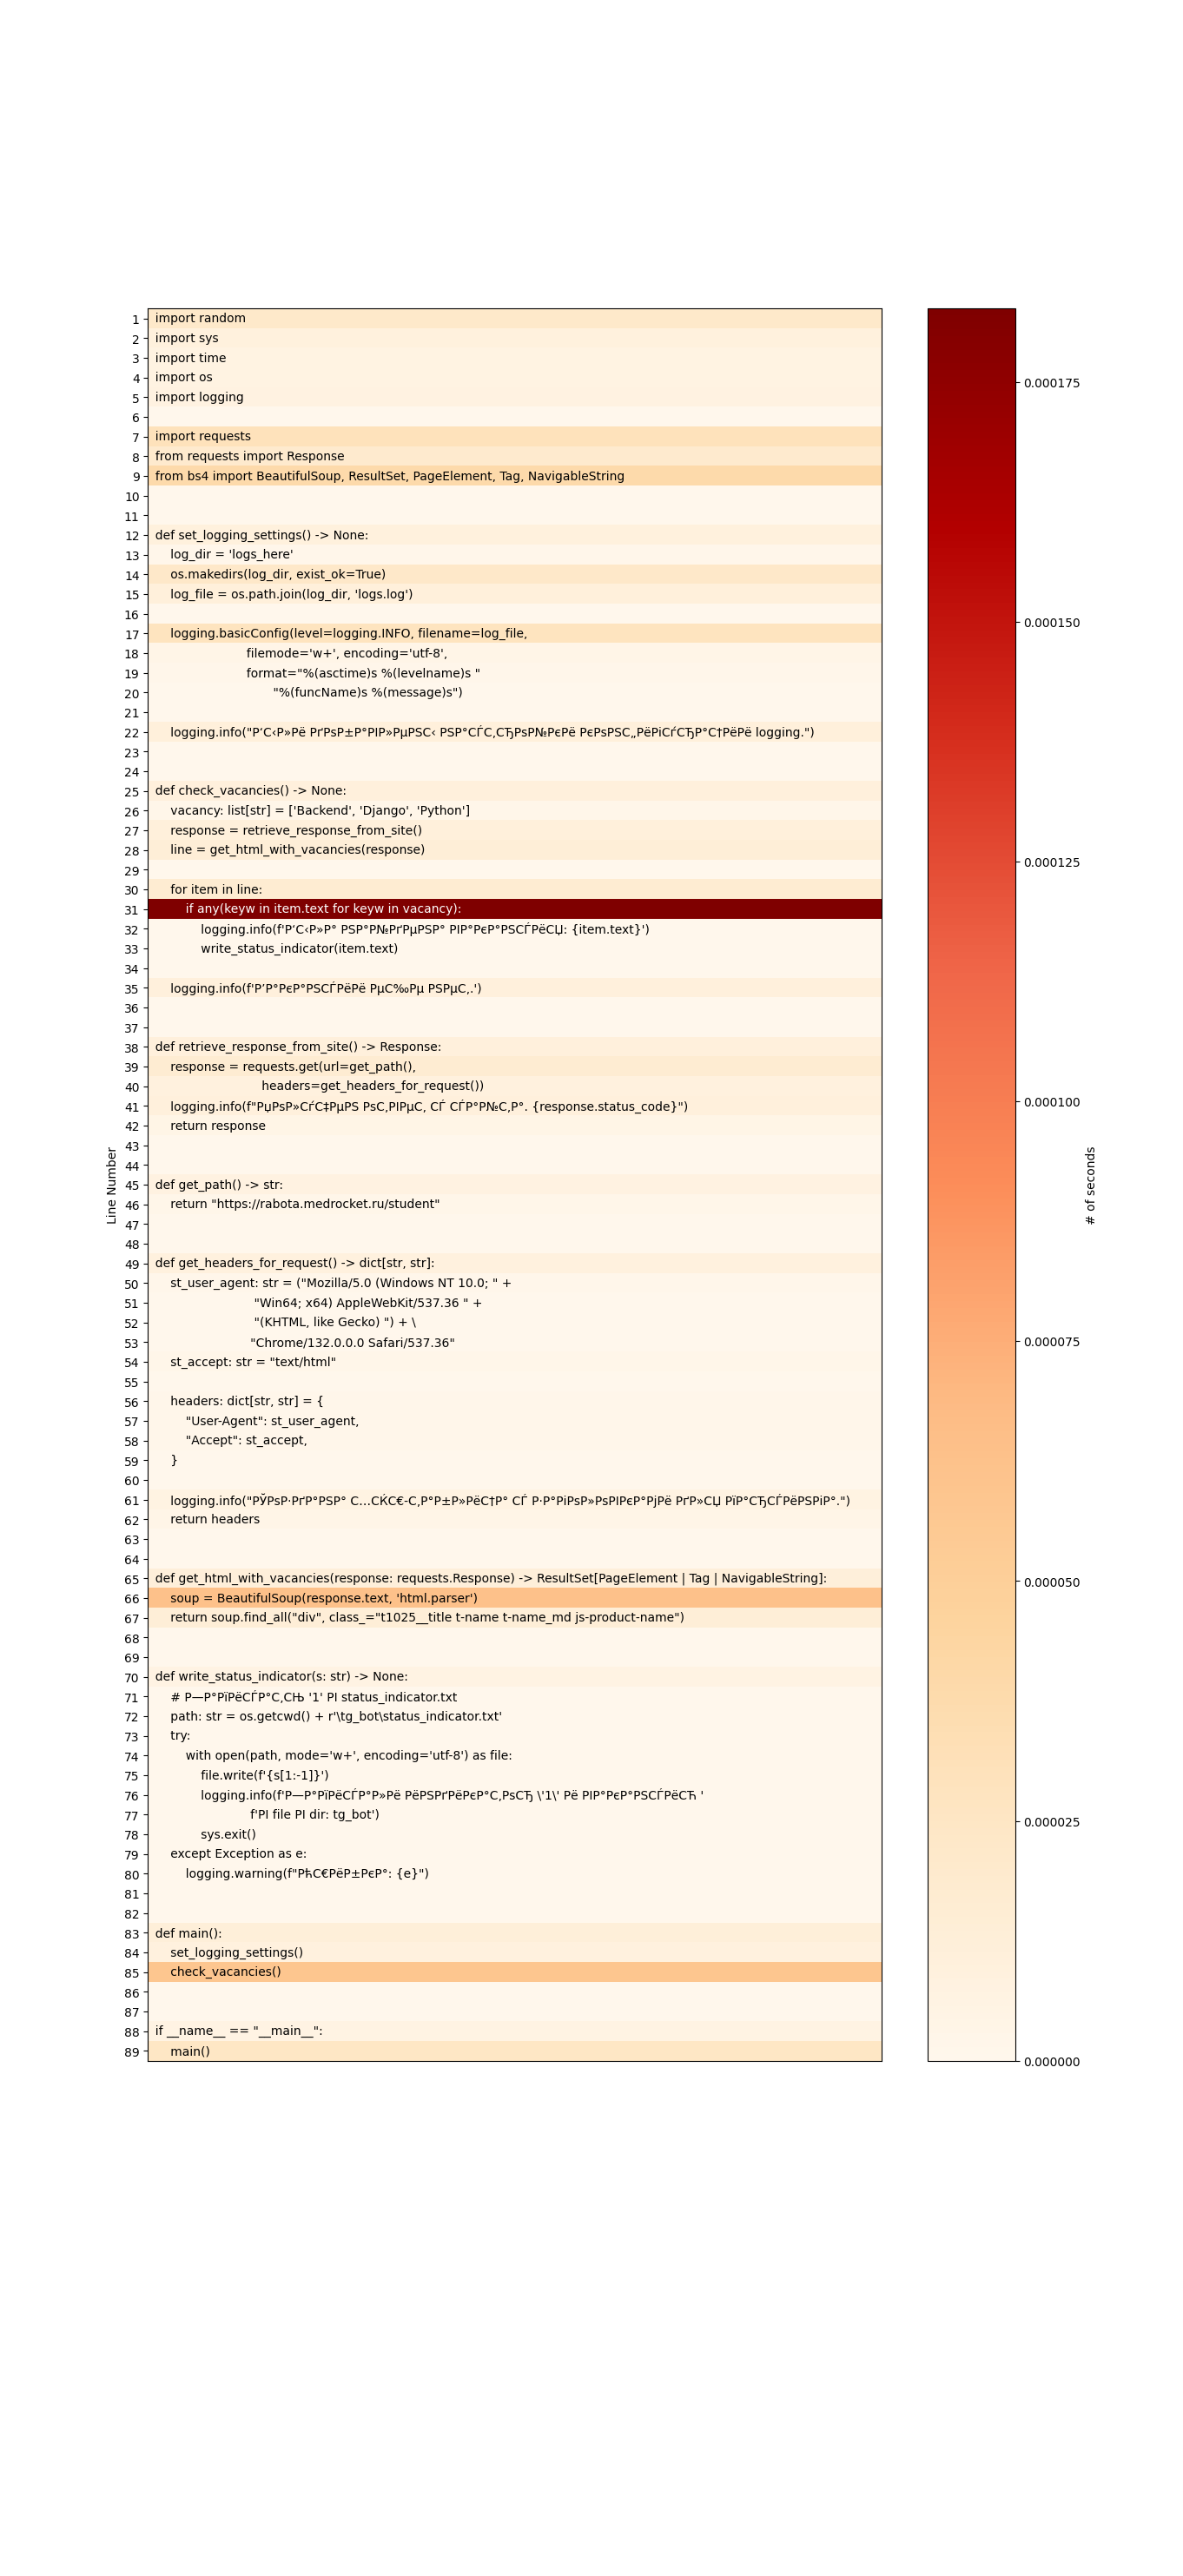 1 import random
2 import sys
3 import time
4 import os
5 import logging
6
7 import requests
8 from requests import Response
9 from bs4 import BeautifulSoup, ResultSet, PageElement, Tag, NavigableString
10
11
12 def set_logging_settings() -> None:
13     log_dir = 'logs_here'
14     os.makedirs(log_dir, exist_ok=True)
15     log_file = os.path.join(log_dir, 'logs.log')
16
17     logging.basicConfig(level=logging.INFO, filename=log_file,
18                         filemode='w+', encoding='utf-8',
19                         format="%(asctime)s %(levelname)s "
20                                "%(funcName)s %(message)s")
21
22     logging.info("Р‘С‹Р»Рё РґРѕР±Р°РІР»РµРЅС‹ РЅР°СЃС‚СЂРѕР№РєРё РєРѕРЅС„РёРіСѓСЂР°С†РёРё logging.")
23
24
25 def check_vacancies() -> None:
26     vacancy: list[str] = ['Backend', 'Django', 'Python']
27     response = retrieve_response_from_site()
28     line = get_html_with_vacancies(response)
29
30     for item in line:
31         if any(keyw in item.text for keyw in vacancy):
32             logging.info(f'Р‘С‹Р»Р° РЅР°Р№РґРµРЅР° РІР°РєР°РЅСЃРёСЏ: {item.text}')
33             write_status_indicator(item.text)
34
35     logging.info(f'Р’Р°РєР°РЅСЃРёРё РµС‰Рµ РЅРµС‚.')
36
37
38 def retrieve_response_from_site() -> Response:
39     response = requests.get(url=get_path(),
40                             headers=get_headers_for_request())
41     logging.info(f"РџРѕР»СѓС‡РµРЅ РѕС‚РІРµС‚ СЃ СЃР°Р№С‚Р°. {response.status_code}")
42     return response
43
44
45 def get_path() -> str:
46     return "https://rabota.medrocket.ru/student"
47
48
49 def get_headers_for_request() -> dict[str, str]:
50     st_user_agent: str = ("Mozilla/5.0 (Windows NT 10.0; " +
51                           "Win64; x64) AppleWebKit/537.36 " +
52                           "(KHTML, like Gecko) ") + \
53                          "Chrome/132.0.0.0 Safari/537.36"
54     st_accept: str = "text/html"
55
56     headers: dict[str, str] = {
57         "User-Agent": st_user_agent,
58         "Accept": st_accept,
59     }
60
61     logging.info("РЎРѕР·РґР°РЅР° С…СЌС€-С‚Р°Р±Р»РёС†Р° СЃ Р·Р°РіРѕР»РѕРІРєР°РјРё РґР»СЏ РїР°СЂСЃРёРЅРіР°.")
62     return headers
63
64
65 def get_html_with_vacancies(response: requests.Response) -> ResultSet[PageElement | Tag | NavigableString]:
66     soup = BeautifulSoup(response.text, 'html.parser')
67     return soup.find_all("div", class_="t1025__title t-name t-name_md js-product-name")
68
69
70 def write_status_indicator(s: str) -> None:
71     # Р—Р°РїРёСЃР°С‚СЊ '1' РІ status_indicator.txt
72     path: str = os.getcwd() + r'\tg_bot\status_indicator.txt'
73     try:
74         with open(path, mode='w+', encoding='utf-8') as file:
75             file.write(f'{s[1:-1]}')
76             logging.info(f'Р—Р°РїРёСЃР°Р»Рё РёРЅРґРёРєР°С‚РѕСЂ \'1\' Рё РІР°РєР°РЅСЃРёСЋ '
77                          f'РІ file РІ dir: tg_bot')
78             sys.exit()
79     except Exception as e:
80         logging.warning(f"РћС€РёР±РєР°: {e}")
81
82
83 def main():
84     set_logging_settings()
85     check_vacancies()
86
87
88 if __name__ == "__main__":
89     main()
Line Number
0.000175
0.000150
0.000125
0.000100
0.000075
0.000050
0.000025
0.000000
# of seconds